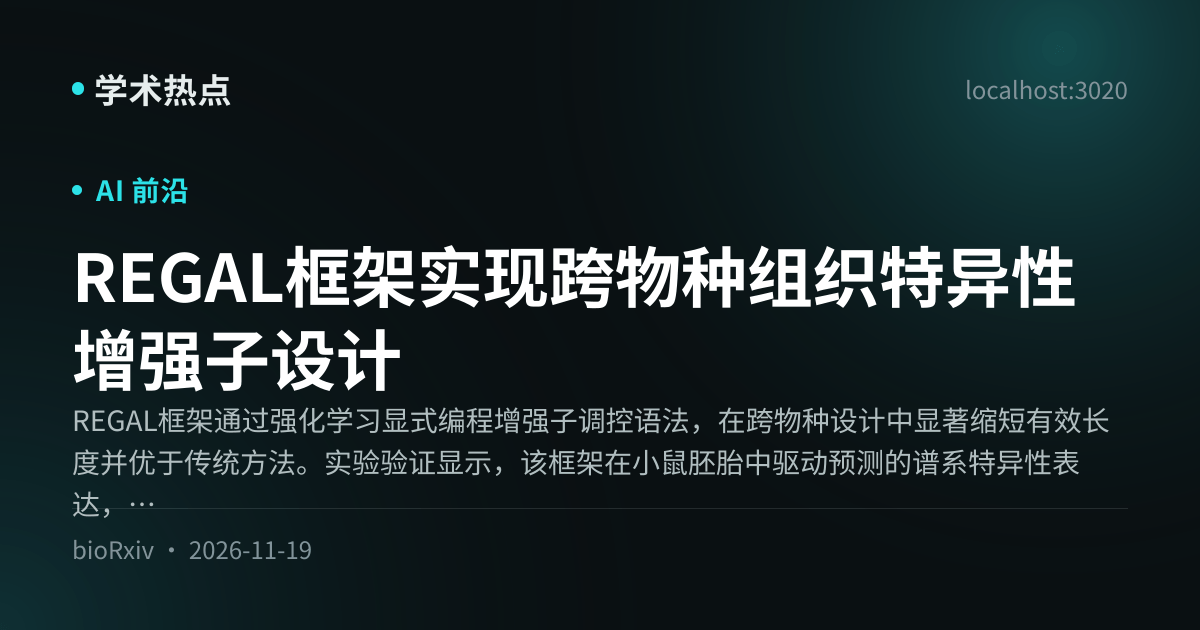 学术热点
localhost:3020
AI 前沿
REGAL框架实现跨物种组织特异性
增强子设计
REGAL框架通过强化学习显式编程增强子调控语法，在跨物种设计中显著缩短有效长
度并优于传统方法。实验验证显示，该框架在小鼠胚胎中驱动预测的谱系特异性表
达，…
bioRxiv · 2026-11-19